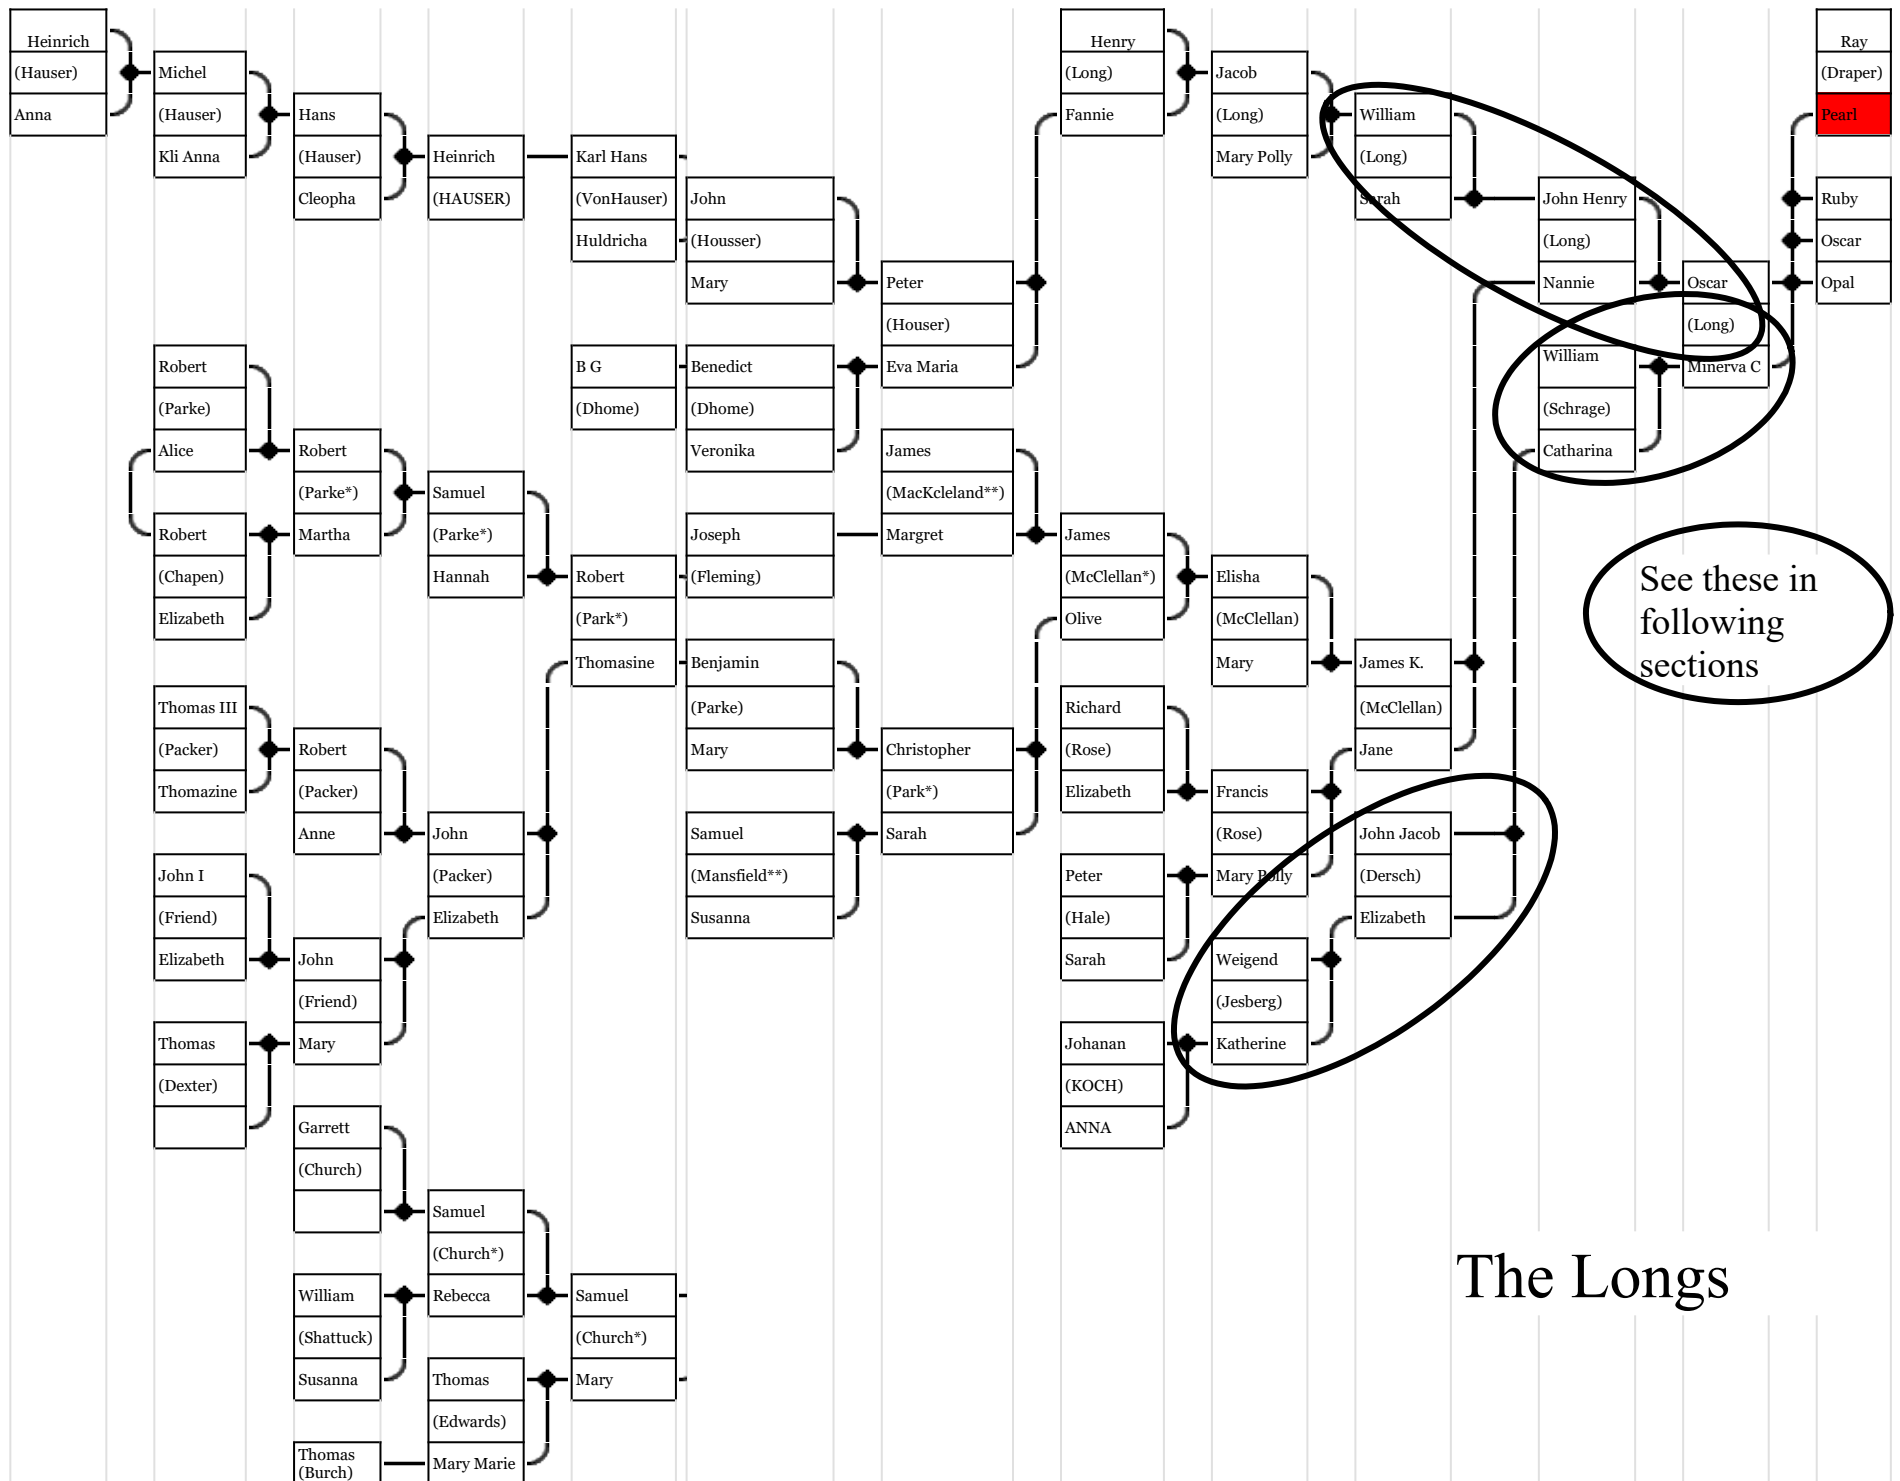 Heinrich
(Hauser)
Anna
Michel
(Hauser)
Kli Anna
Hans
(Hauser)
Cleopha
Heinrich
(HAUSER)
Karl Hans
(VonHauser)
Huldricha
John
(Housser)
Mary
Peter
(Houser)
Eva Maria
Henry
(Long)
Fannie
Jacob
(Long)
Mary Polly
William
(Long)
Sarah
John Henry
(Long)
Nannie
Oscar
(Long)
Minerva C
Ray
(Draper)
Pearl
Ruby
Oscar
Opal
William
(Schrage)
Catharina
B G
(Dhome)
Benedict
(Dhome)
Veronika
Robert
(Parke)
Alice
Robert
(Chapen)
Elizabeth
Robert
(Parke*)
Martha
Samuel
(Parke*)
Hannah
Robert
(Park*)
Thomasine
Joseph
(Fleming)
James
(MacKcleland**)
Margret
James
(McClellan*)
Olive
Elisha
(McClellan)
Mary
James K.
(McClellan)
Jane
See these in
following
sections
Thomas III
(Packer)
Thomazine
Robert
(Packer)
Anne
John
(Packer)
Elizabeth
Benjamin
(Parke)
Mary
Christopher
(Park*)
Sarah
Samuel
(Mansfield**)
Susanna
Richard
(Rose)
Elizabeth
Francis
(Rose)
Mary Polly
Peter
(Hale)
Sarah
John Jacob
(Dersch)
Elizabeth
Weigend
(Jesberg)
Katherine
Johanan
(KOCH)
ANNA
John I
(Friend)
Elizabeth
John
(Friend)
Mary
Thomas
(Dexter)
Garrett
(Church)
Samuel
(Church*)
Rebecca
William
(Shattuck)
Susanna
Samuel
(Church*)
Mary
Thomas
(Edwards)
Mary Marie
Thomas
(Burch)
The Longs